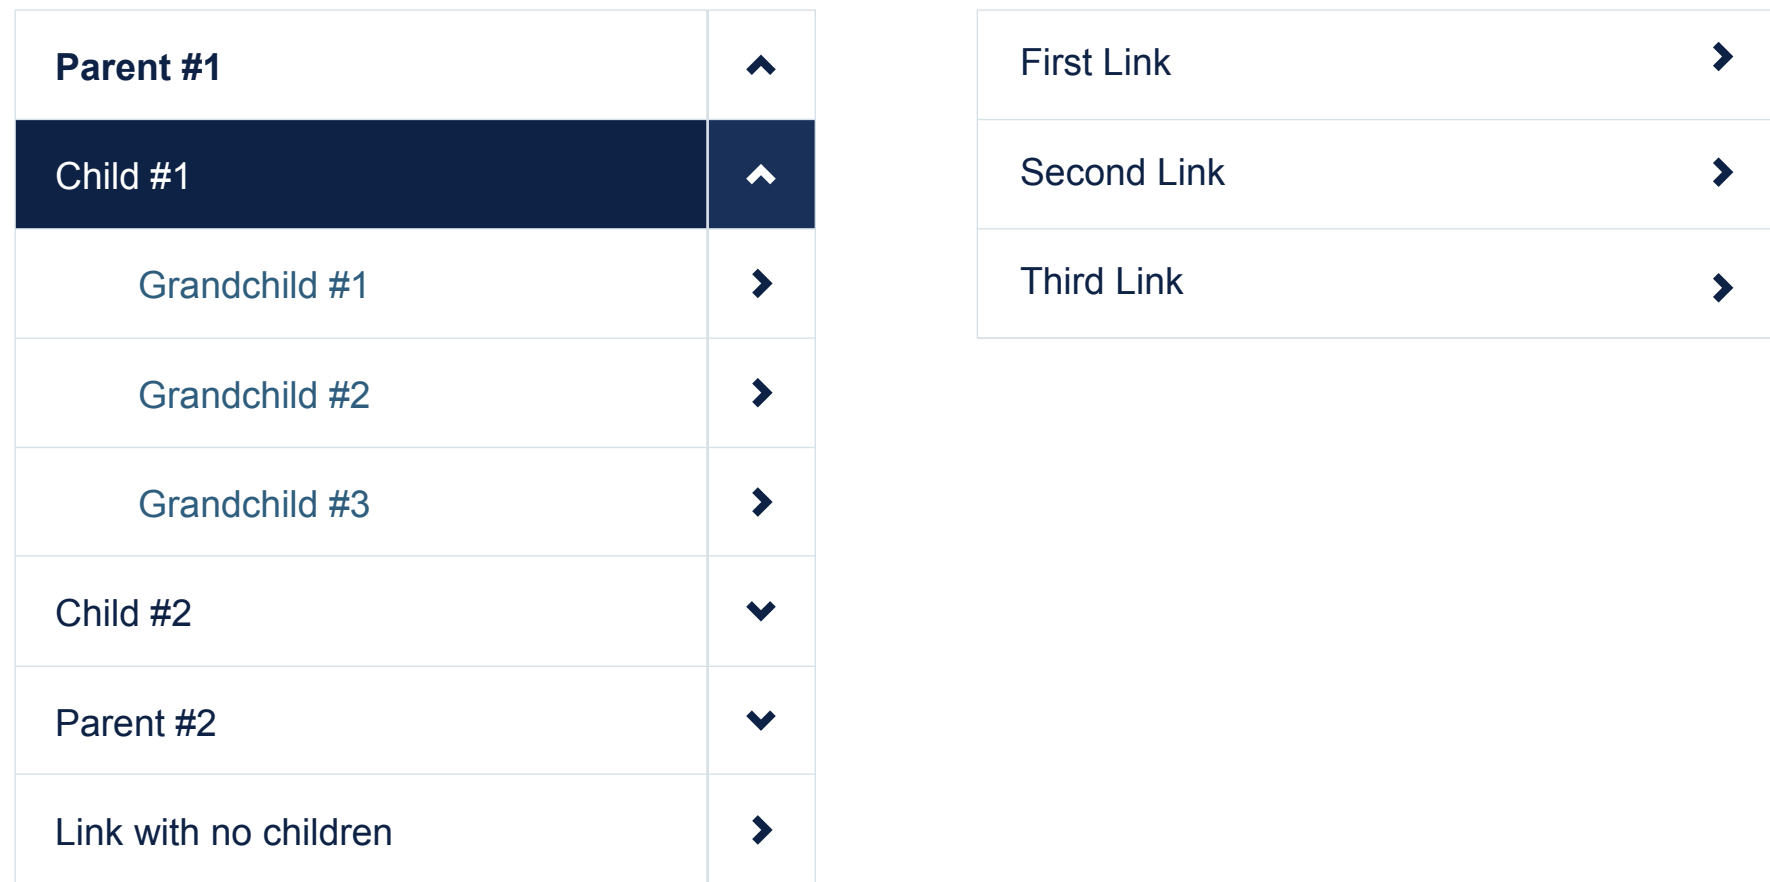 Parent #1
Child #1
Grandchild #1
Grandchild #2
Grandchild #3
Child #2
Parent #2
Link with no children
First Link
Second Link
Third Link